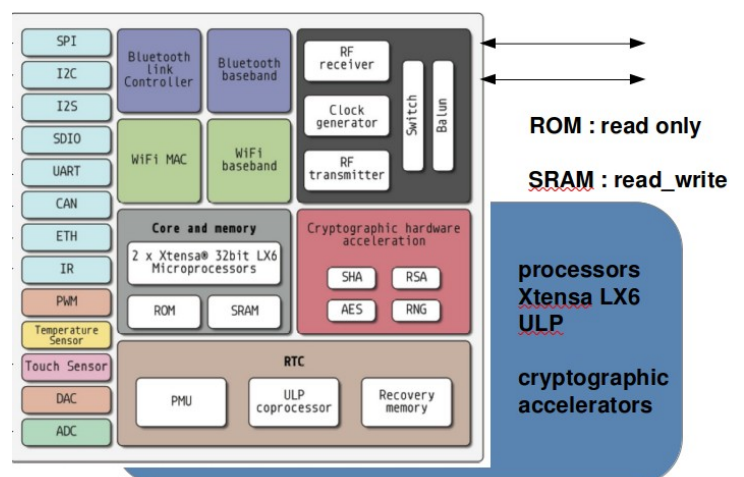 SPI
I2C
I2S
SDIO
UART
CAN
ETH
IR
PWM
Temperature
Sensor
Touch Sensor
DAC
ADC
Bluetooth
link
Controller
Bluetooth
baseband
WiFi MAC
WiFi
baseband
RF
receiver
Clock
generator
RF
transmitter
Switch
Balun
Core and memory
2 x Xtensa® 32bit LX6
Microprocessors
ROM
SRAM
Cryptographic hardware
acceleration
SHA
RSA
AES
RNG
RTC
PMU
ULP
coprocessor
Recovery
memory
ROM : read only
SRAM : read_write
processors
Xtensa LX6
ULP
cryptographic
accelerators